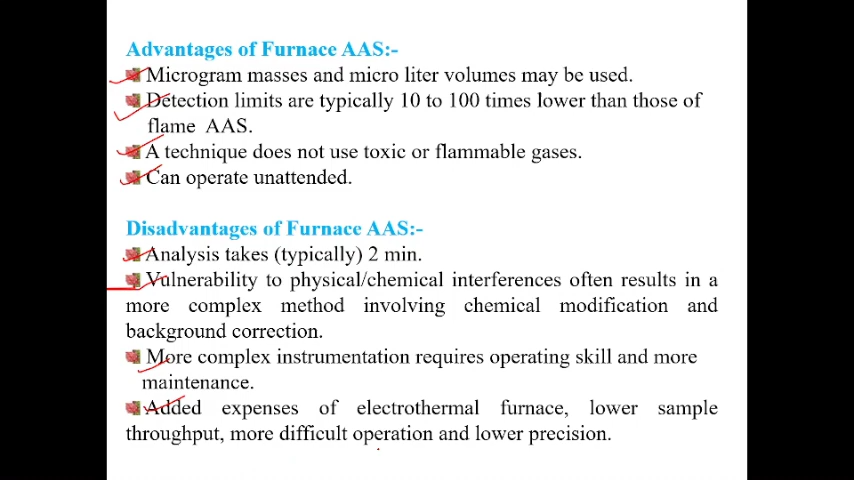 Advantages of Furnace AAS:-
Microgram masses and micro liter volumes may be used.
Detection limits are typically 10 to 100 times lower than those of
flame AAS.
A technique does not use toxic or flammable gases.
Can operate unattended.
Disadvantages of Furnace AAS:-
Analysis takes (typically) 2 min.
Vulnerability to physical/chemical interferences often results in a
more complex method involving chemical modification and
background correction.
More complex instrumentation requires operating skill and more
maintenance.
Added expenses of electrothermal furnace, lower sample
throughput, more difficult operation and lower precision.